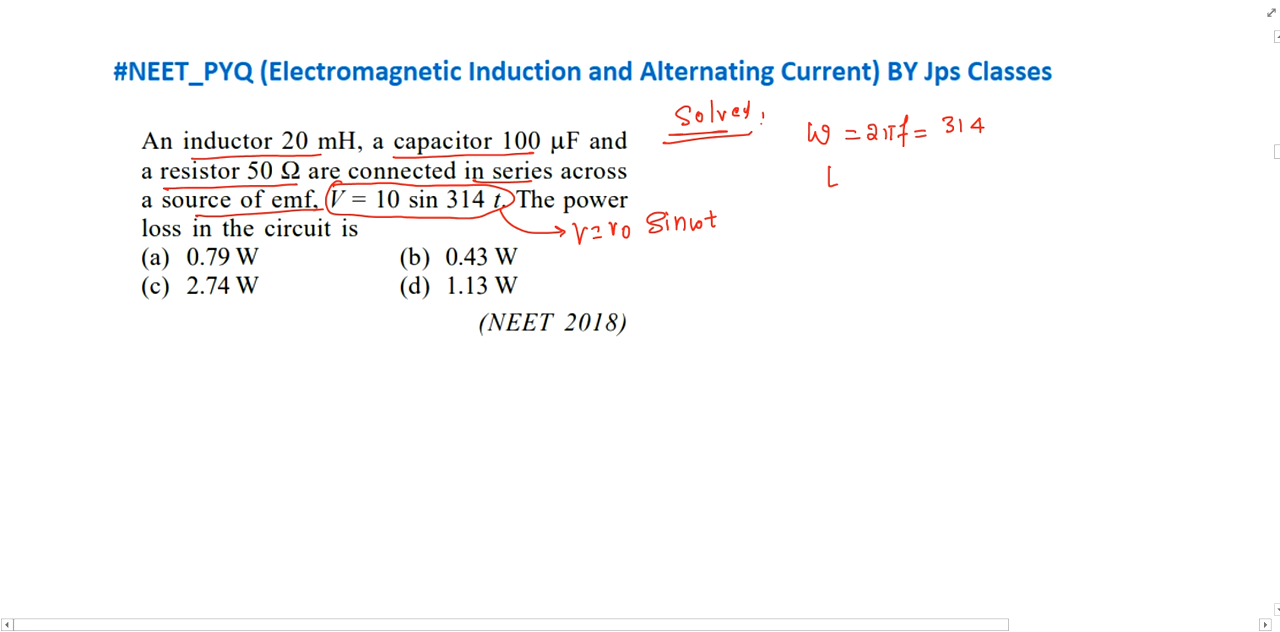 #NEET_PYQ (Electromagnetic Induction and Alternating Current) BY Jps Classes
An inductor 20 mH, a capacitor 100 μF and
a resistor 50 Ω are connected in series across
a source of emf, V = 10 sin 314 t. The power
loss in the circuit is
(a) 0.79 W (b) 0.43 W
(c) 2.74 W (d) 1.13 W
(NEET 2018)
Solved:
W = 2πf = 314
L
V = V0 Sinωt